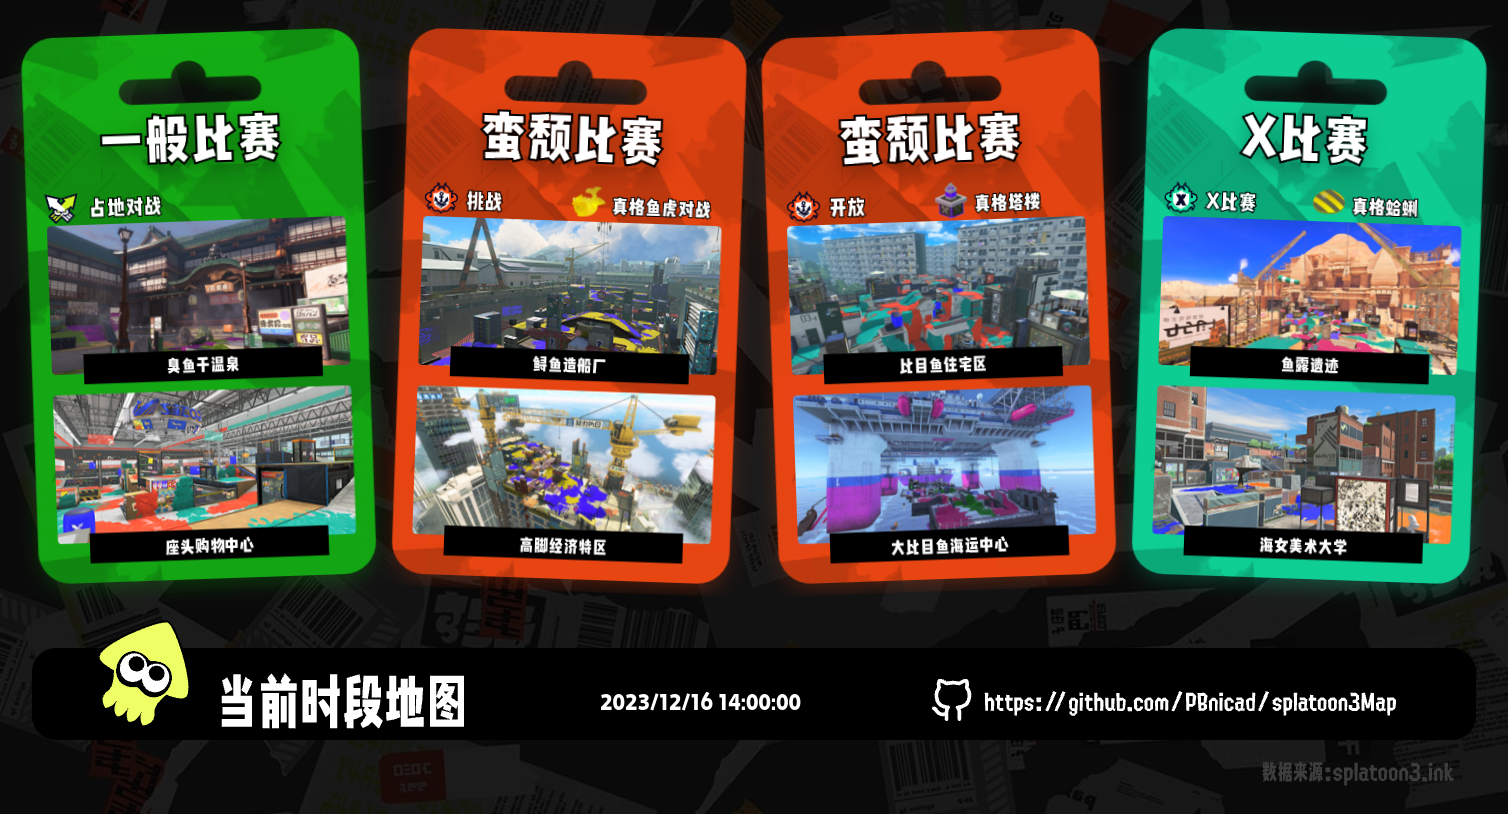 一般比赛
占地对战
臭鱼干温泉
座头购物中心
蛮颓比赛
挑战
真格鱼虎对战
鲟鱼造船厂
高脚经济特区
蛮颓比赛
开放
真格塔楼
比目鱼住宅区
大比目鱼海运中心
X比赛
X比赛
真格蛤蜊
鱼露遗迹
海女美术大学
当前时段地图
2023/12/16 14:00:00
https://github.com/PBnicad/splatoon3Map
数据来源:splatoon3.ink